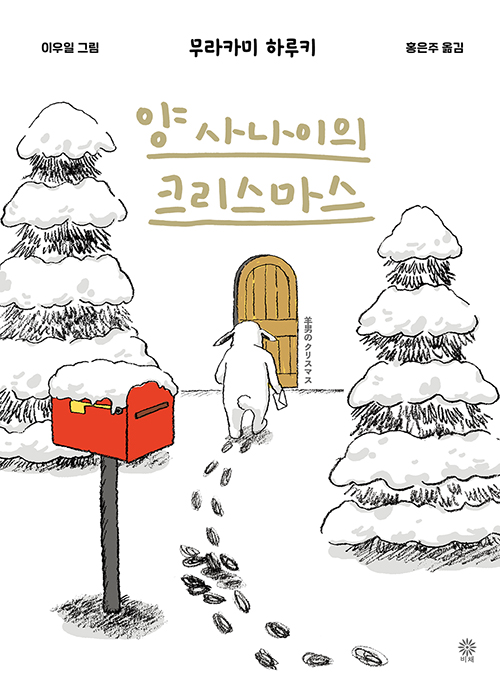 이우일 그림
무라카미 하루키
홍은주 옮김
양 사나이의
크리스마스
羊男のクリスマス
비채